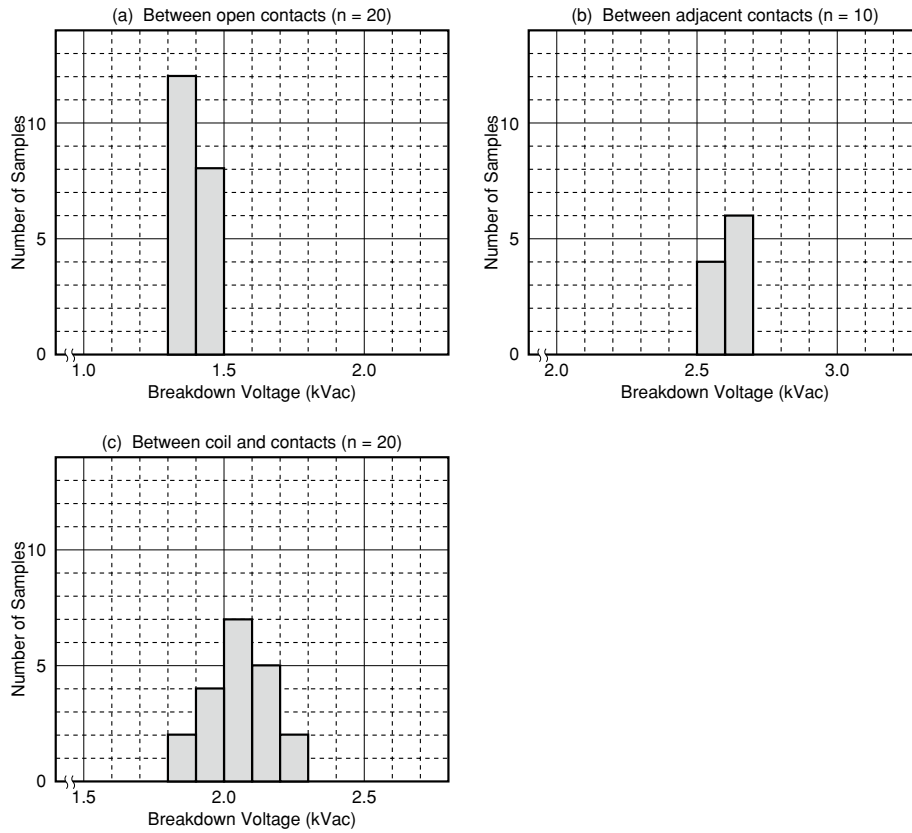 (a) Between open contacts (n = 20)
Number of Samples
10
5
0
1.0 1.5 2.0
Breakdown Voltage (kVac)
(b) Between adjacent contacts (n = 10)
Number of Samples
10
5
0
2.0 2.5 3.0
Breakdown Voltage (kVac)
(c) Between coil and contacts (n = 20)
Number of Samples
10
5
0
1.5 2.0 2.5
Breakdown Voltage (kVac)